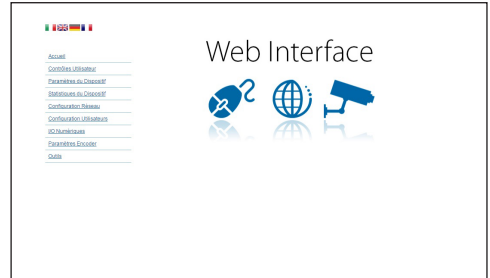 Web Interface
Accueil
Contrôles Utilisateur
Paramètres du Dispositif
Statistiques du Dispositif
Configuration Réseau
Configuration Utilisateurs
I/O Numériques
Paramètres Encoder
Outils